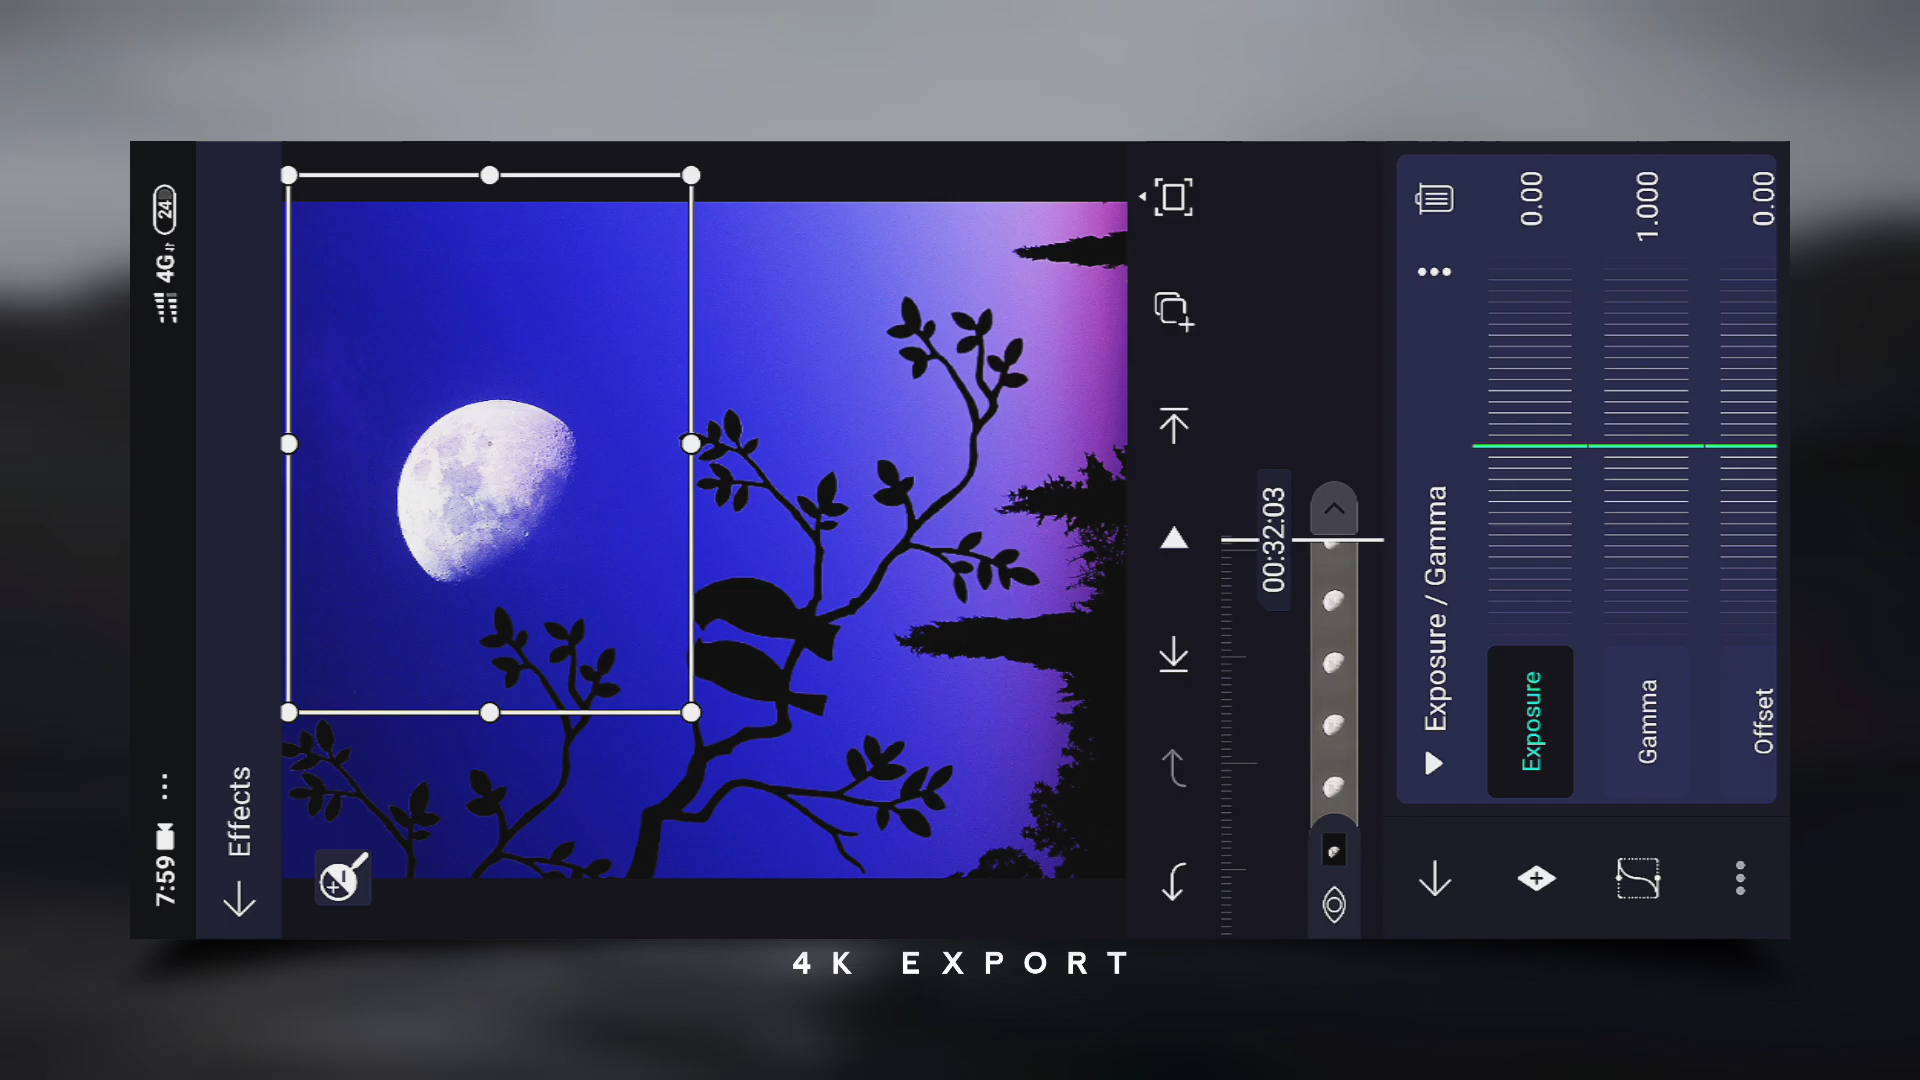 7:59 ... 4G 24
Effects
00:32:03
Exposure / Gamma
Exposure 0.00
Gamma 1.000
Offset 0.00
4K EXPORT